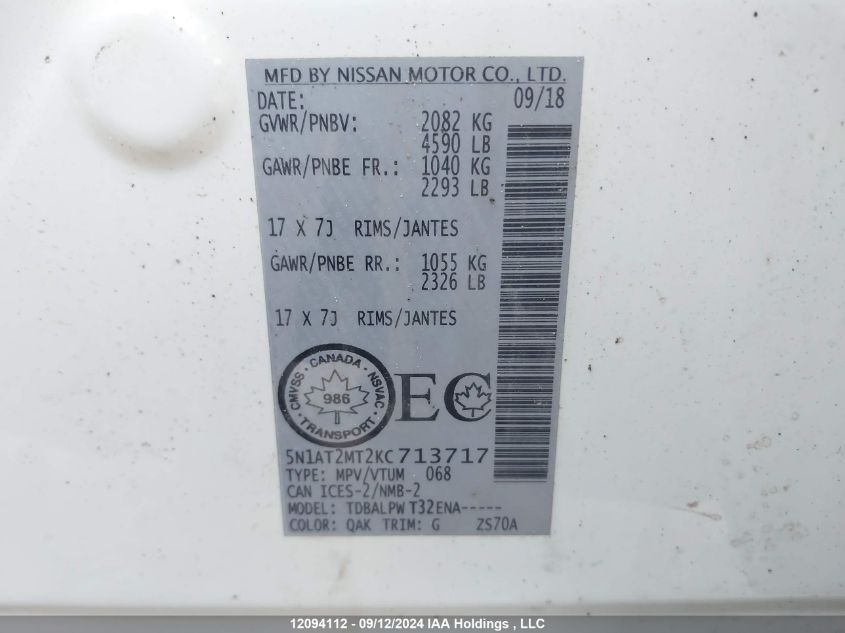 MFD BY NISSAN MOTOR CO., LTD.
DATE: 09/18
GVWR/PNBV: 2082 KG
4590 LB
GAWR/PNBE FR.: 1040 KG
2293 LB
17 X 7J RIMS/JANTES
GAWR/PNBE RR.: 1055 KG
2326 LB
17 X 7J RIMS/JANTES
CANADA
CMVSS NSVAC
986
TRANSPORT
EC
5N1AT2MT2KC713717
TYPE: MPV/VTUM 068
CAN ICES-2/NMB-2
MODEL: TDBALPW T32ENA-----
COLOR: QAK TRIM: G ZS70A
12094112 - 09/12/2024 IAA Holdings , LLC